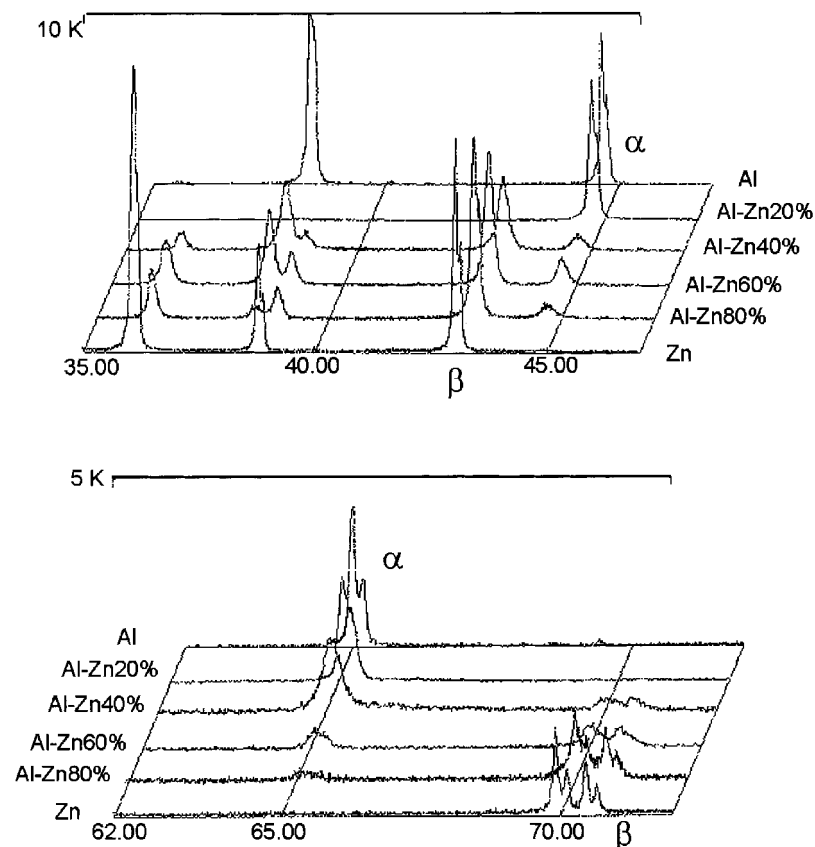 10 K
α
Al
Al-Zn20%
Al-Zn40%
Al-Zn60%
Al-Zn80%
Zn
35.00
40.00
45.00
β
5 K
α
Al
Al-Zn20%
Al-Zn40%
Al-Zn60%
Al-Zn80%
Zn
62.00
65.00
70.00
β